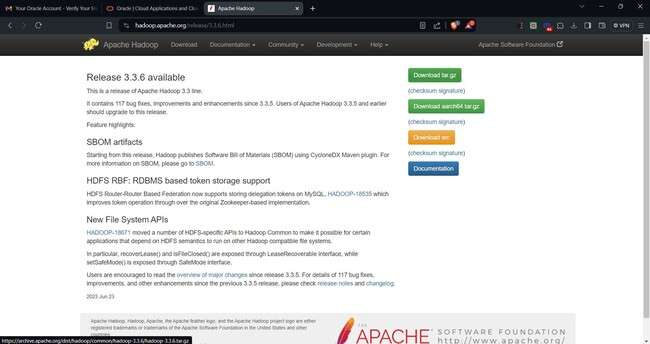 Your Oracle Account - Verify Your Em
Oracle | Cloud Applications and Clou
Apache Hadoop
hadoop.apache.org/release/3.3.6.html
VPN
Apache Hadoop
Download
Documentation
Community
Development
Help
Apache Software Foundation
Release 3.3.6 available
This is a release of Apache Hadoop 3.3 line.
It contains 117 bug fixes, improvements and enhancements since 3.3.5. Users of Apache Hadoop 3.3.5 and earlier
should upgrade to this release.
Feature highlights:
SBOM artifacts
Starting from this release, Hadoop publishes Software Bill of Materials (SBOM) using CycloneDX Maven plugin. For
more information on SBOM, please go to SBOM.
HDFS RBF: RDBMS based token storage support
HDFS Router-Router Based Federation now supports storing delegation tokens on MySQL, HADOOP-18535 which
improves token operation through over the original Zookeeper-based implementation.
New File System APIs
HADOOP-18671 moved a number of HDFS-specific APIs to Hadoop Common to make it possible for certain
applications that depend on HDFS semantics to run on other Hadoop compatible file systems.
In particular, recoverLease() and isFileClosed() are exposed through LeaseRecoverable interface, while
setSafeMode() is exposed through SafeMode interface.
Users are encouraged to read the overview of major changes since release 3.3.5. For details of 117 bug fixes,
improvements, and other enhancements since the previous 3.3.5 release, please check release notes and changelog.
2023 Jun 23
Download tar.gz
(checksum signature)
Download aarch64 tar.gz
(checksum signature)
Download src
(checksum signature)
Documentation
Apache Hadoop, Hadoop, Apache, the Apache feather logo, and the Apache Hadoop project logo are either
registered trademarks or trademarks of the Apache Software Foundation in the United States and other
countries
THE
APACHE
SOFTWARE FOUNDATION
http://www.apache.org/
https://archive.apache.org/dist/hadoop/common/hadoop-3.3.6/hadoop-3.3.6.tar.gz